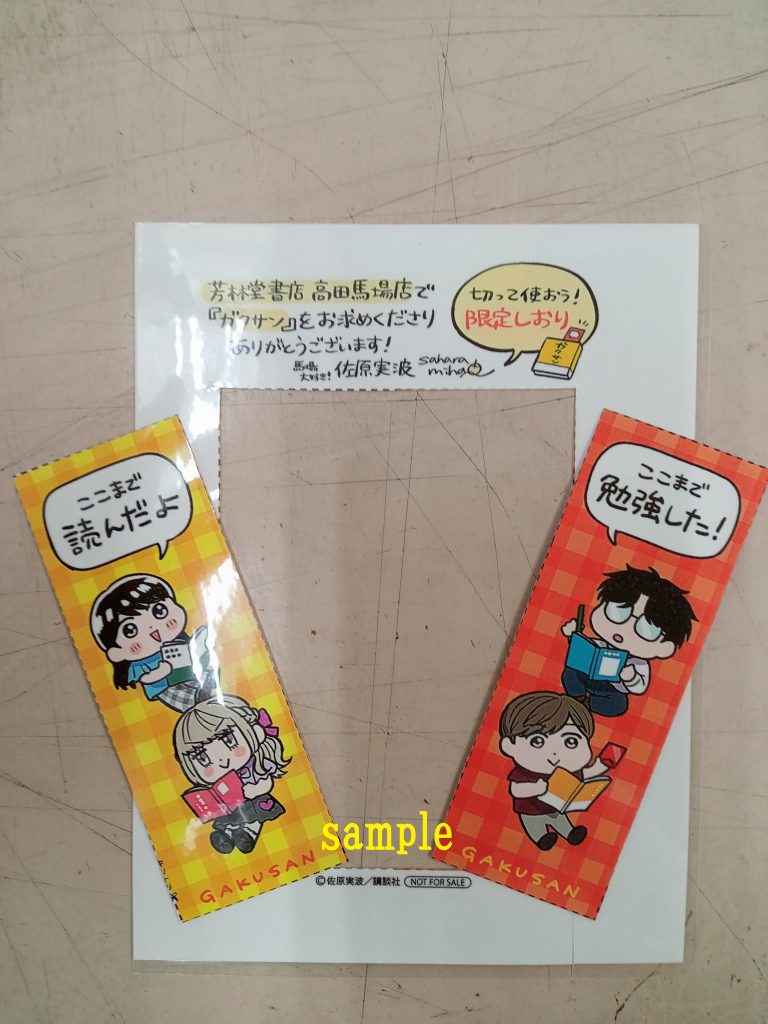 芳林堂書店 高田馬場店で
『ガクサン』をお求めくださり
ありがとうございます!
馬場
大好き!
佐原実波
sahara
miha
切って使おう!
限定しおり
ガクサン
ここまで
読んだよ
GAKUSAN
ここまで
勉強した!
GAKUSAN
sample
©佐原実波/講談社 NOT FOR SALE